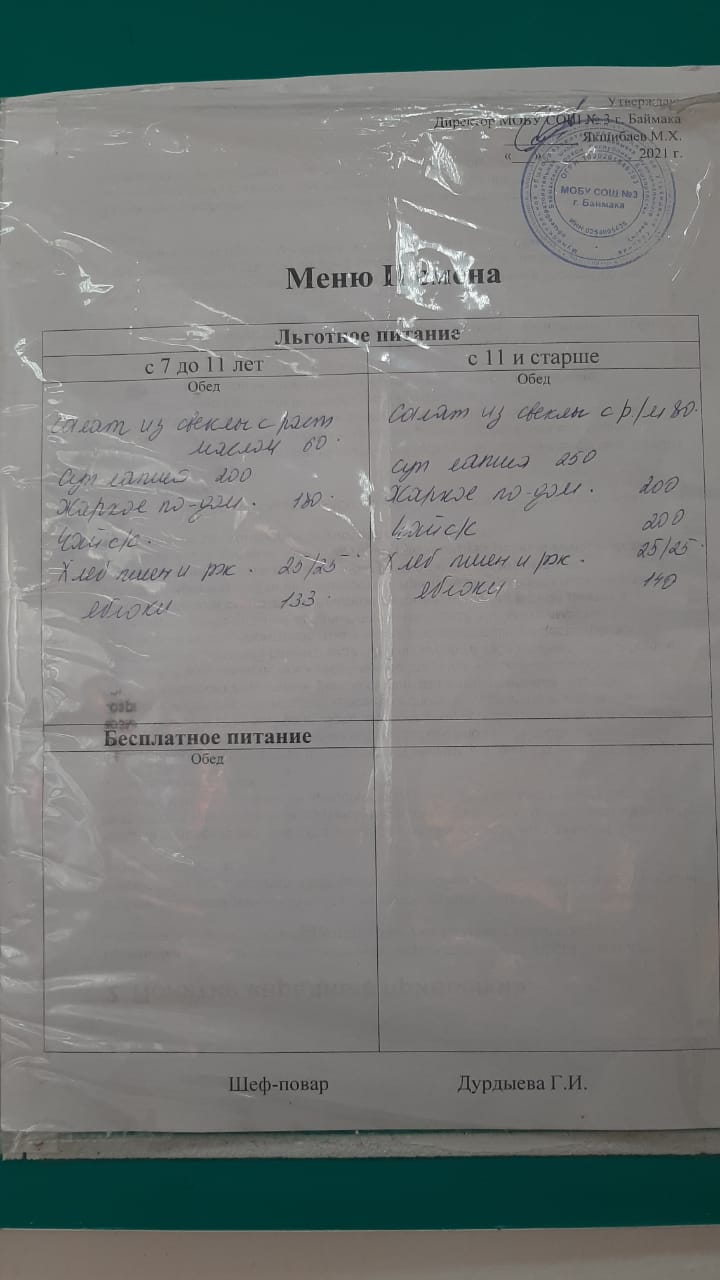 Утверждаю
Директор МОБУ СОШ № 3 г. Баймака
Якшибаев М.Х.
«___» 2021 г.
МОБУ СОШ №3
г. Баймака
Меню II смена
Льготное питание
с 7 до 11 лет
с 11 и старше
Обед
Обед
Салат из свеклы с раст
маслом 60.
Суп лапша 200
Жаркое по-дом. 180.
Чай с/с.
Хлеб пшен и рж. 25/25
Яблоки 133.
Салат из свеклы с р/м 80.
Суп лапша 250
Жаркое по-дом. 200
Чай с/с 200
Хлеб пшен и рж. 25/25.
Яблоки 140
Бесплатное питание
Обед
Шеф-повар Дурдыева Г.И.